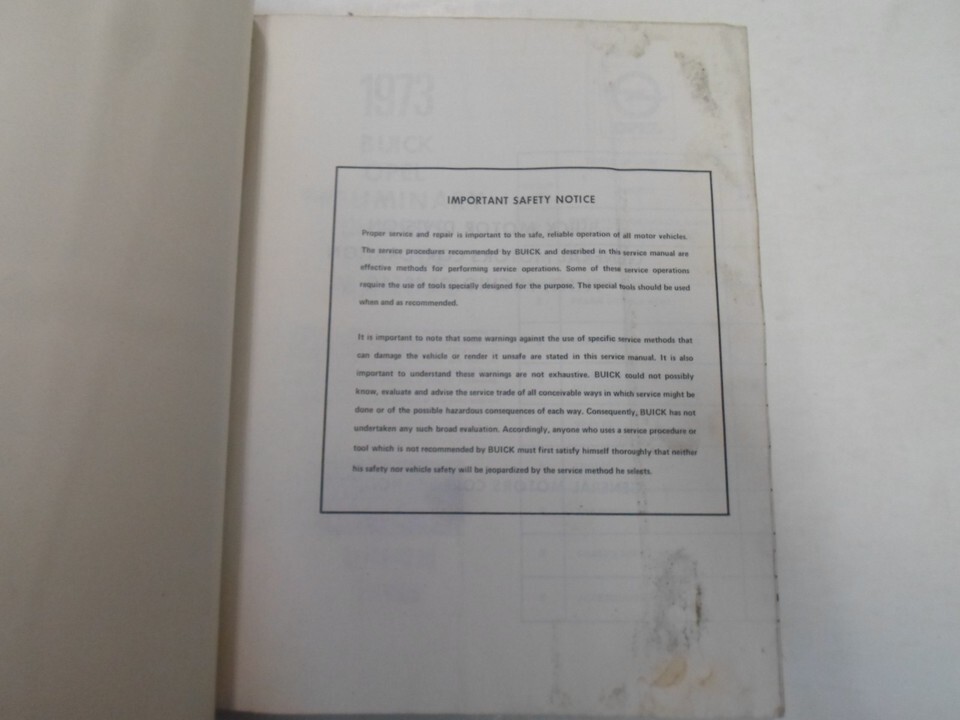 1973
IMPORTANT SAFETY NOTICE
Proper service and repair is important to the safe, reliable operation of all motor vehicles.
The service procedures recommended by BUICK and described in this service manual are
effective methods for performing service operations. Some of these service operations
require the use of tools specially designed for the purpose. The special tools should be used
when and as recommended.
It is important to note that some warnings against the use of specific service methods that
can damage the vehicle or render it unsafe are stated in this service manual. It is also
important to understand these warnings are not exhaustive. BUICK could not possibly
know, evaluate and advise the service trade of all conceivable ways in which service might be
done or of the possible hazardous consequences of each way. Consequently, BUICK has not
undertaken any such broad evaluation. Accordingly, anyone who uses a service procedure or
tool which is not recommended by BUICK must first satisfy himself thoroughly that neither
his safety nor vehicle safety will be jeopardized by the service method he selects.